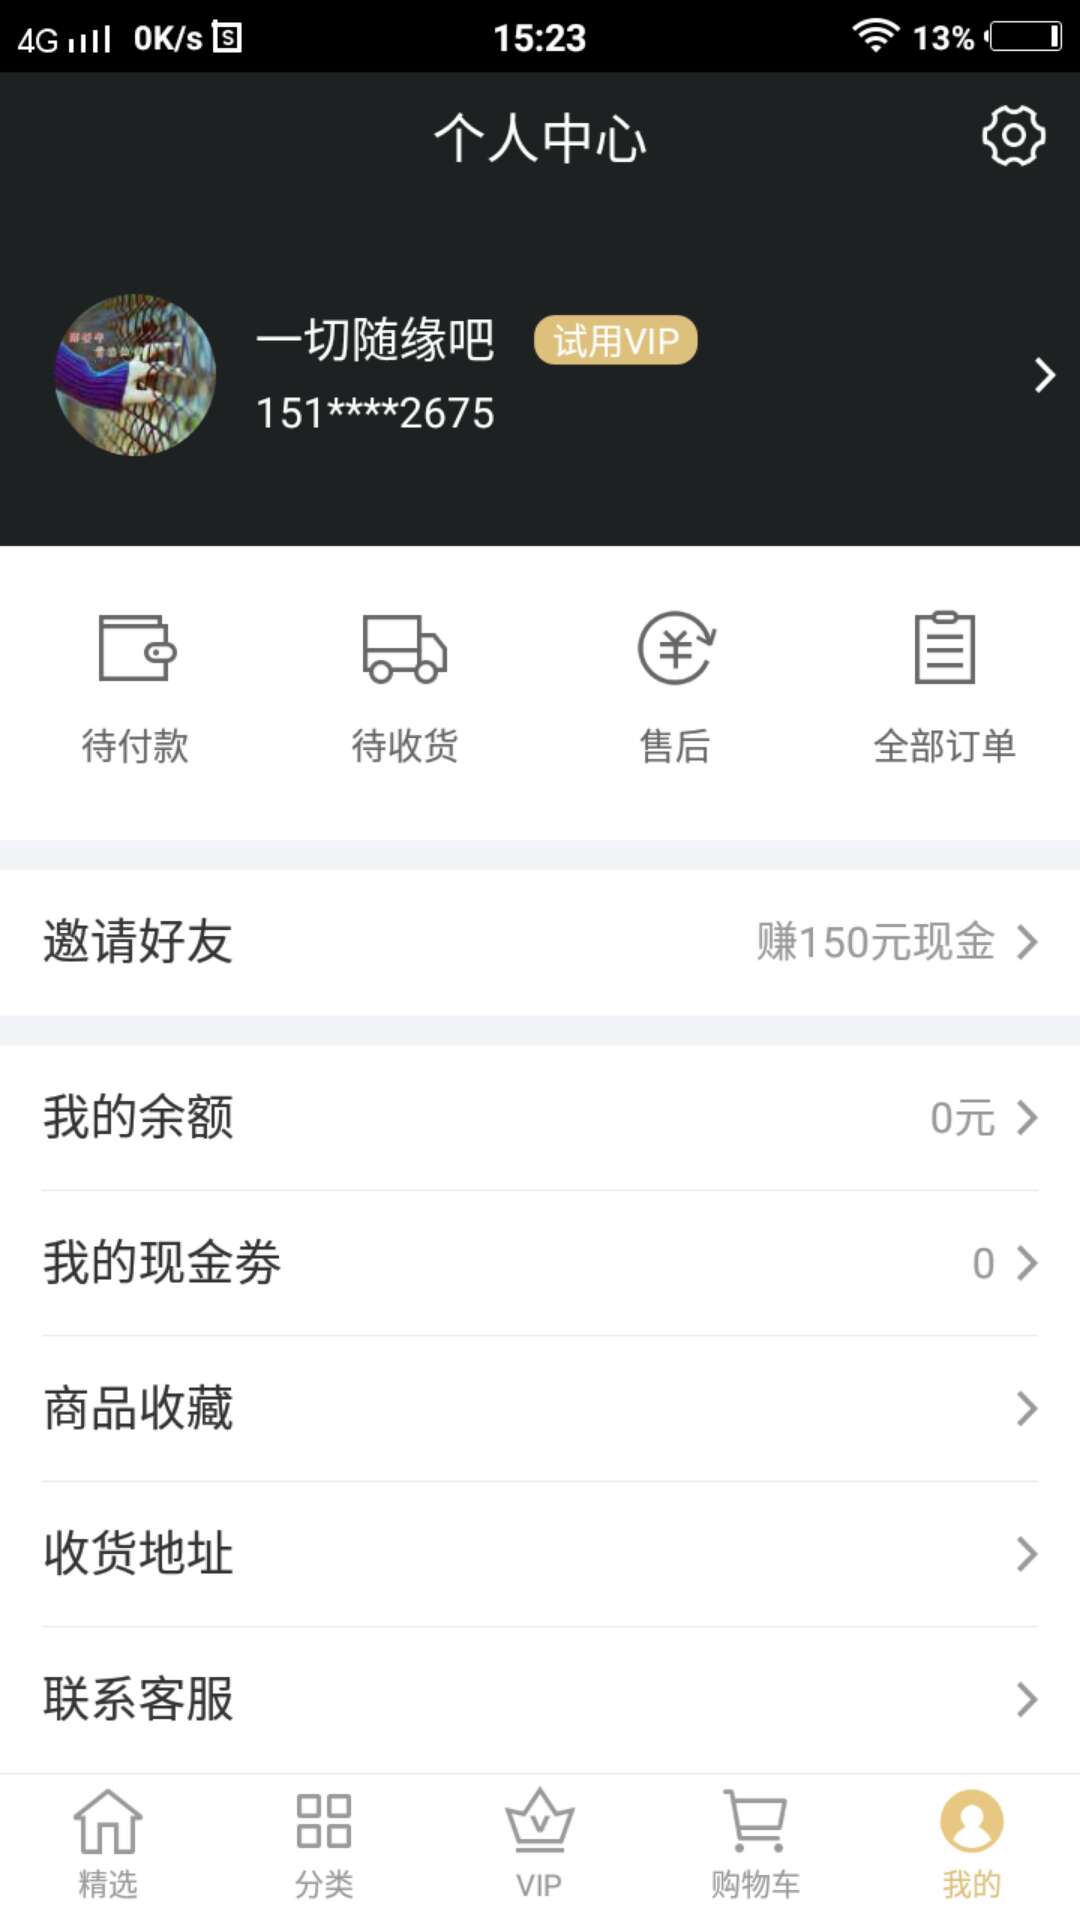 4G 0K/s S 15:23 13%
个人中心
一切随缘吧 试用VIP
151****2675
待付款 待收货 售后 全部订单
邀请好友 赚150元现金
我的余额 0元
我的现金劵 0
商品收藏
收货地址
联系客服
精选 分类 VIP 购物车 我的